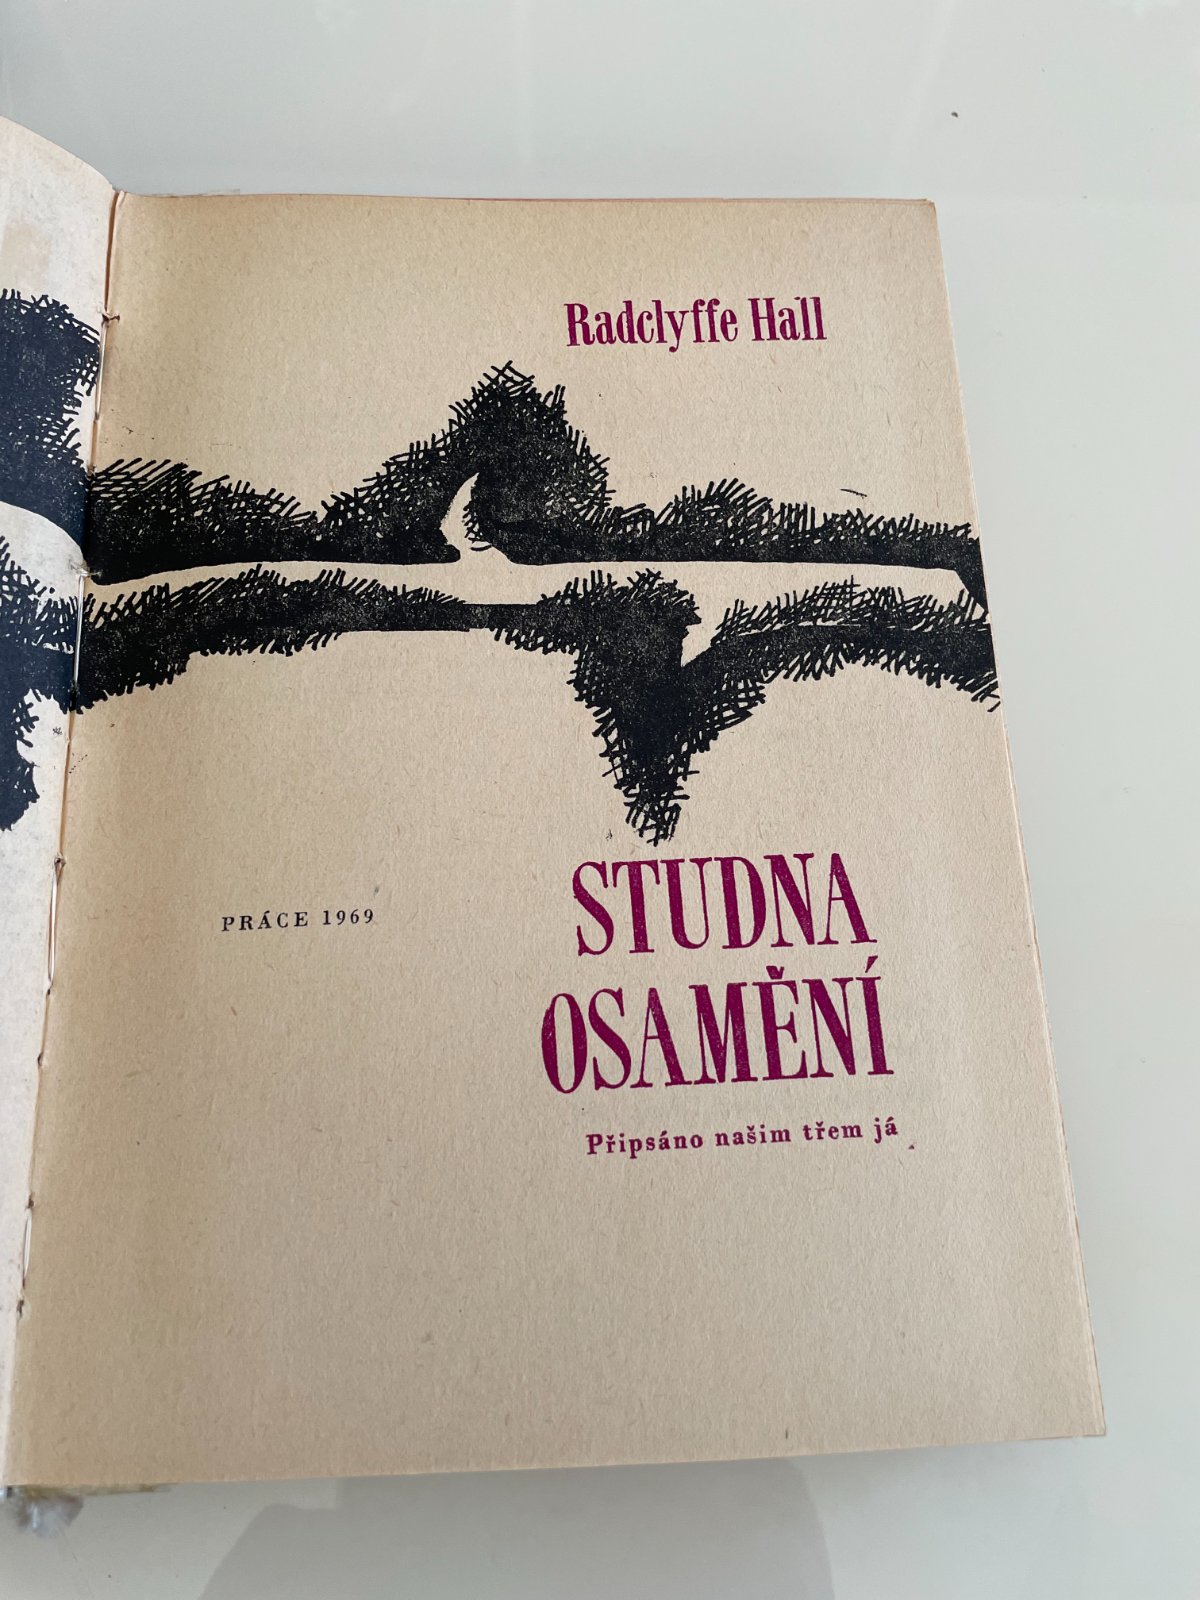 Radclyffe Hall
PRÁCE 1969
STUDNA
OSAMĚNÍ
Připsáno našim třem já